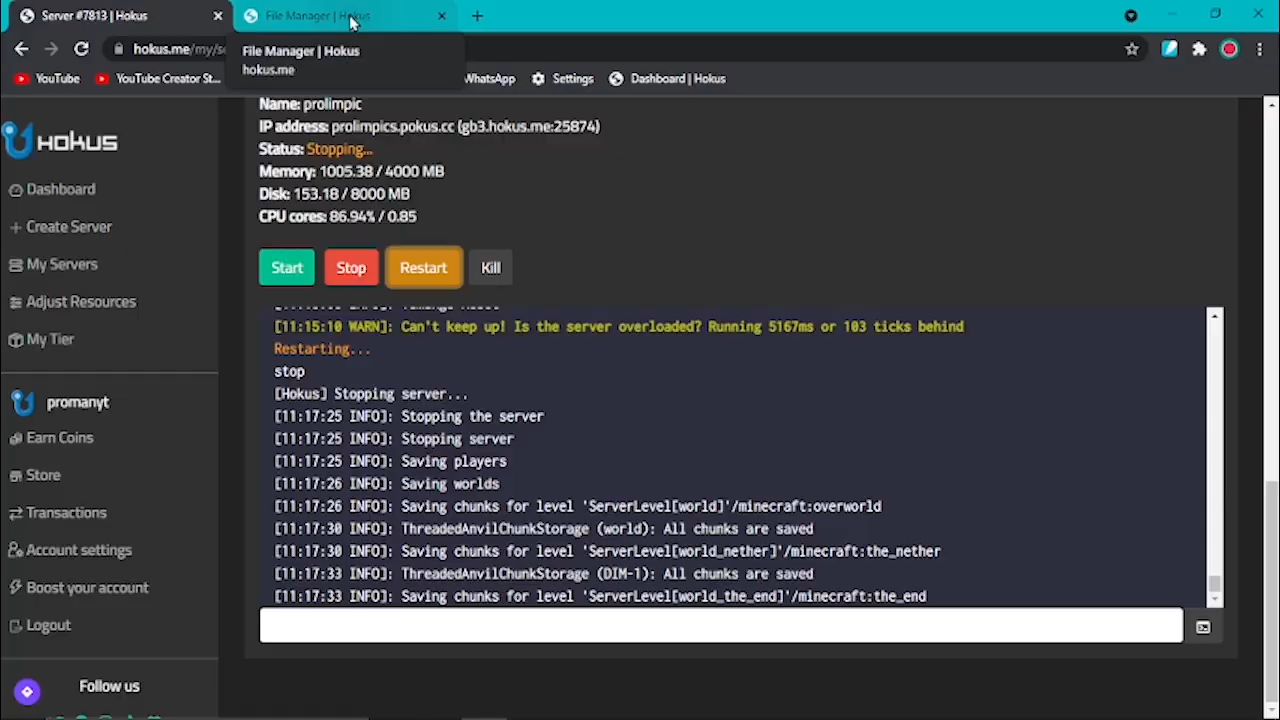 Server #7813 | Hokus
File Manager | Hokus
hokus.me/my/se
File Manager | Hokus
hokus.me
YouTube
YouTube Creator St...
WhatsApp
Settings
Dashboard | Hokus
HOKUS
Dashboard
Create Server
My Servers
Adjust Resources
My Tier
promanyt
Earn Coins
Store
Transactions
Account settings
Boost your account
Logout
Follow us
Name: prolimpic
IP address: prolimpics.pokus.cc (gb3.hokus.me:25874)
Status: Stopping...
Memory: 1005.38 / 4000 MB
Disk: 153.18 / 8000 MB
CPU cores: 86.94% / 0.85
Start
Stop
Restart
Kill
[11:15:10 WARN]: Can't keep up! Is the server overloaded? Running 5167ms or 103 ticks behind
Restarting...
stop
[Hokus] Stopping server...
[11:17:25 INFO]: Stopping the server
[11:17:25 INFO]: Stopping server
[11:17:25 INFO]: Saving players
[11:17:26 INFO]: Saving worlds
[11:17:26 INFO]: Saving chunks for level 'ServerLevel[world]'/minecraft:overworld
[11:17:30 INFO]: ThreadedAnvilChunkStorage (world): All chunks are saved
[11:17:30 INFO]: Saving chunks for level 'ServerLevel[world_nether]'/minecraft:the_nether
[11:17:33 INFO]: ThreadedAnvilChunkStorage (DIM-1): All chunks are saved
[11:17:33 INFO]: Saving chunks for level 'ServerLevel[world_the_end]'/minecraft:the_end